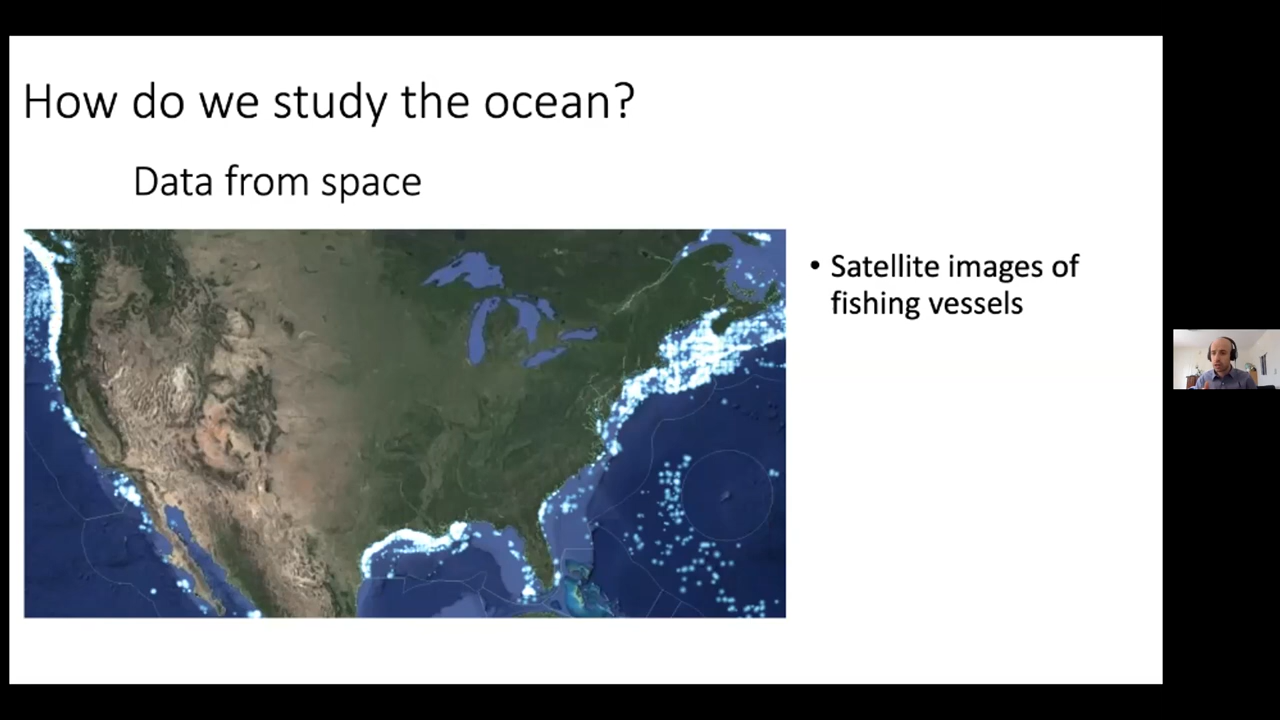 How do we study the ocean?
Data from space
• Satellite images of
fishing vessels